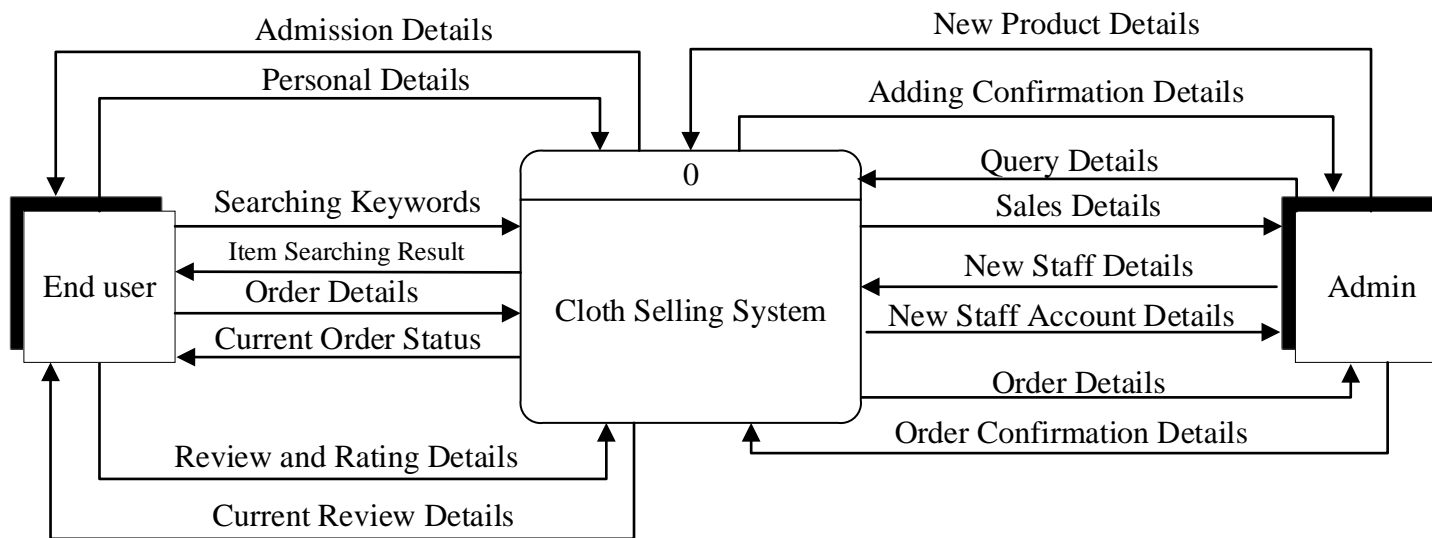 Admission Details
New Product Details
Personal Details
Adding Confirmation Details
0
Query Details
Searching Keywords
Sales Details
Item Searching Result
New Staff Details
End user
Order Details
Cloth Selling System
Admin
New Staff Account Details
Current Order Status
Order Details
Order Confirmation Details
Review and Rating Details
Current Review Details